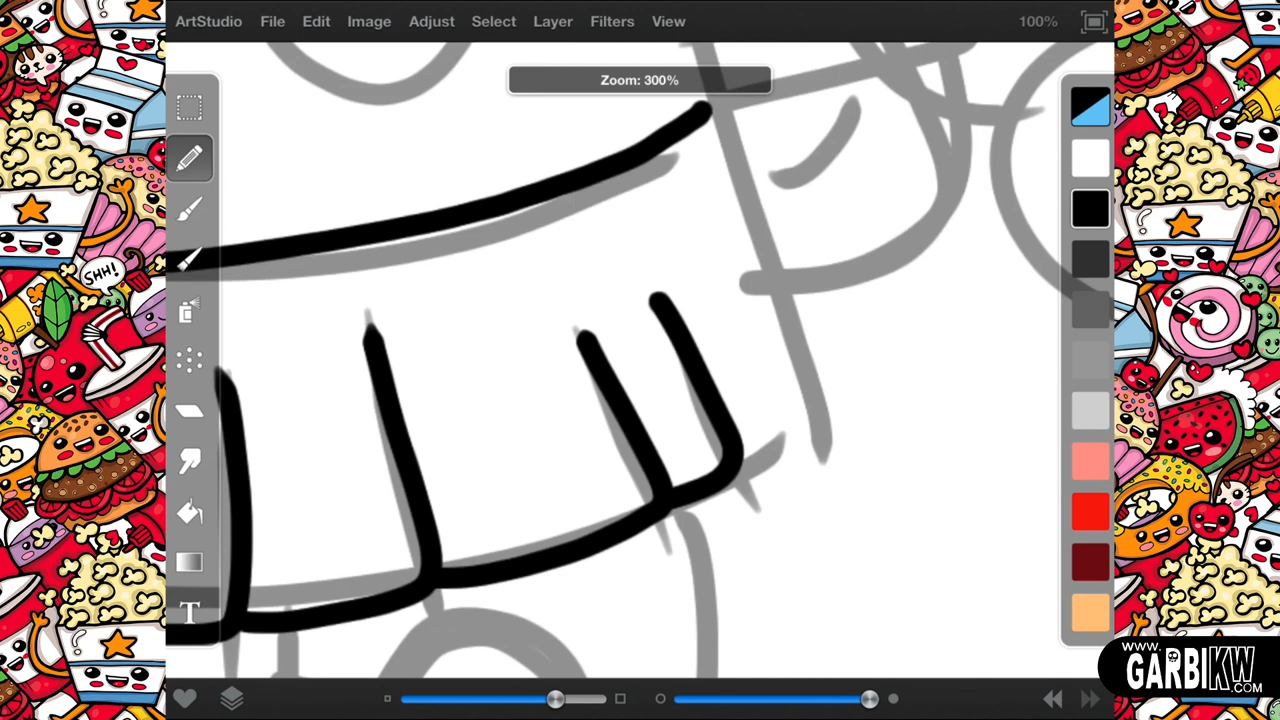 ArtStudio File Edit Image Adjust Select Layer Filters View 100%
Zoom: 300%
SHH!
T
www.
GARBIKW
.COM